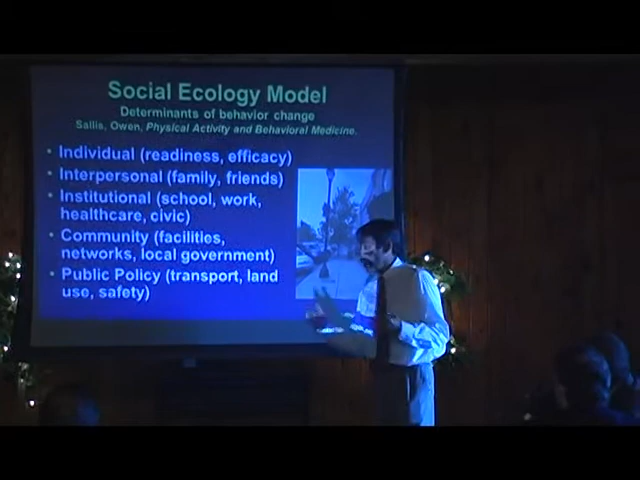 Social Ecology Model
Determinants of behavior change
Sallis, Owen, Physical Activity and Behavioral Medicine.
• Individual (readiness, efficacy)
• Interpersonal (family, friends)
• Institutional (school, work,
healthcare, civic)
• Community (facilities,
networks, local government)
• Public Policy (transport, land
use, safety)